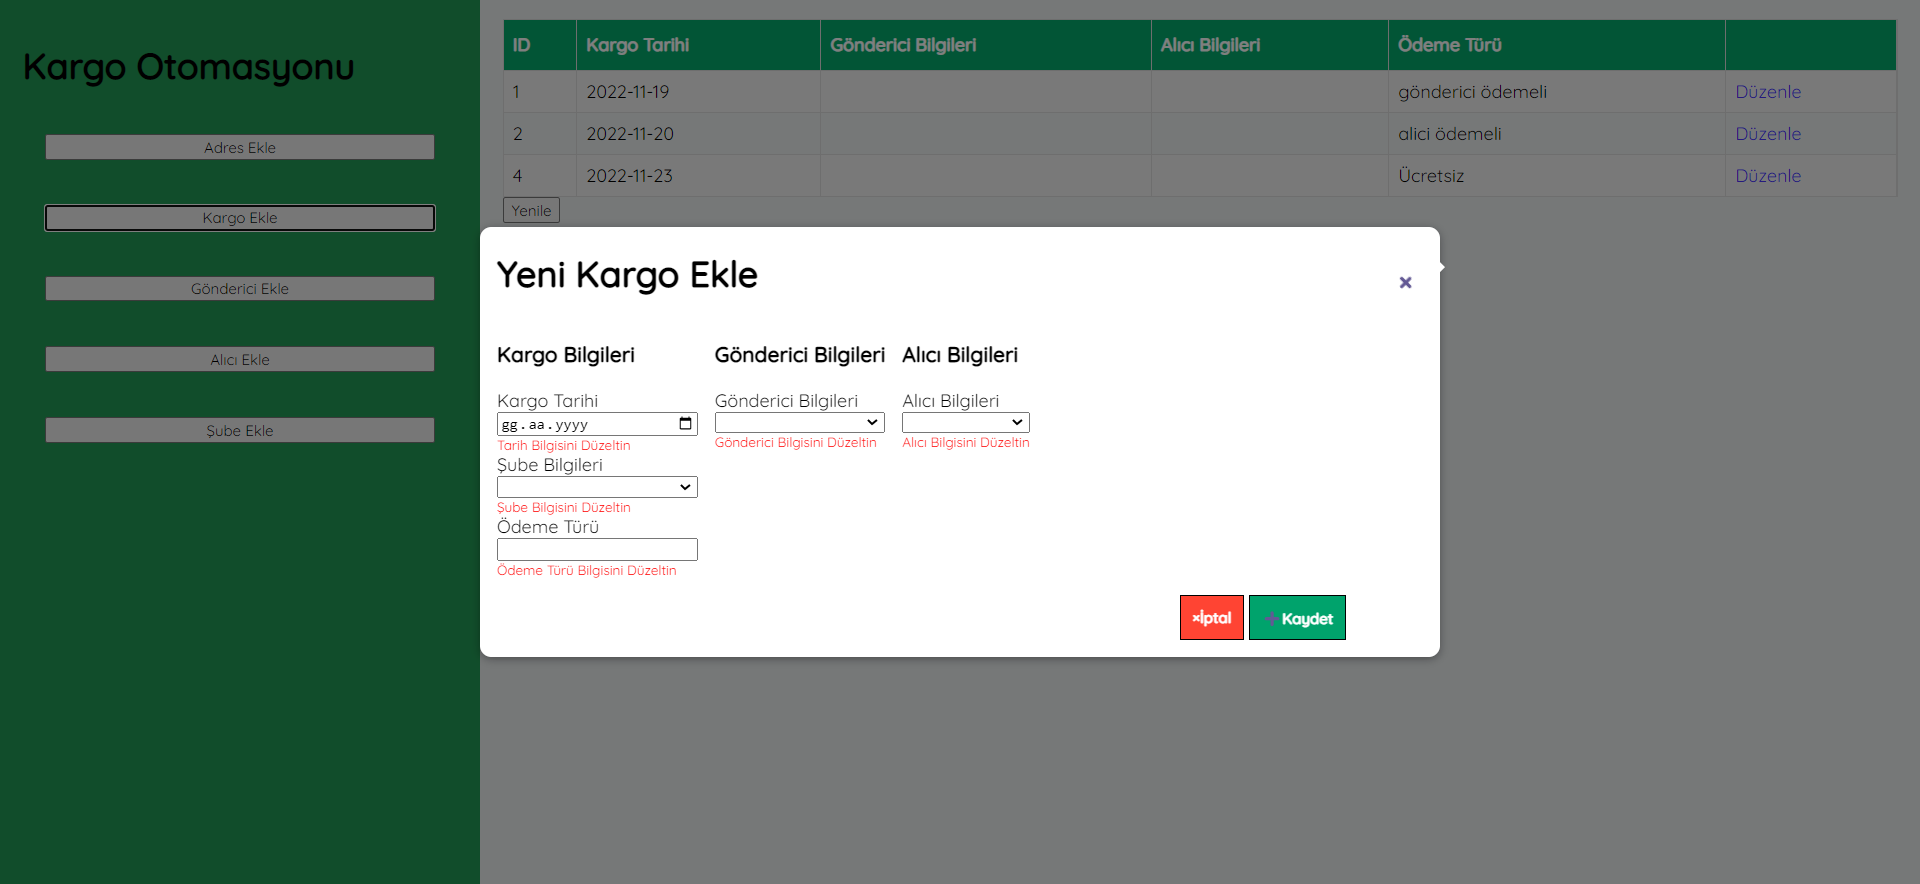 Kargo Otomasyonu
Adres Ekle
Kargo Ekle
Gönderici Ekle
Alıcı Ekle
Şube Ekle
ID Kargo Tarihi Gönderici Bilgileri Alıcı Bilgileri Ödeme Türü
1 2022-11-19 gönderici ödemeli Düzenle
2 2022-11-20 alici ödemeli Düzenle
4 2022-11-23 Ücretsiz Düzenle
Yenile
Yeni Kargo Ekle
×
Kargo Bilgileri
Kargo Tarihi
gg.aa.yyyy
Tarih Bilgisini Düzeltin
Şube Bilgileri
Şube Bilgisini Düzeltin
Ödeme Türü
Ödeme Türü Bilgisini Düzeltin
Gönderici Bilgileri
Gönderici Bilgileri
Gönderici Bilgisini Düzeltin
Alıcı Bilgileri
Alıcı Bilgileri
Alıcı Bilgisini Düzeltin
×İptal
+ Kaydet